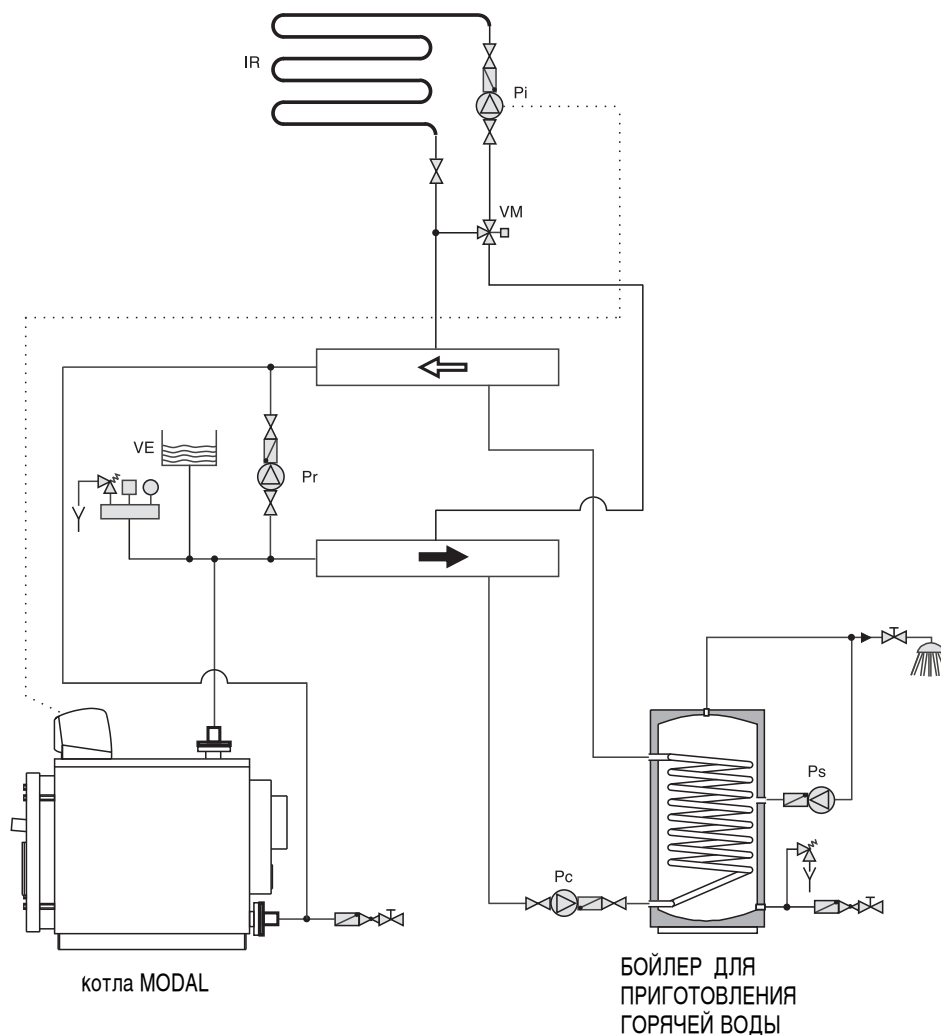 IR
Pi
VM
VE
Pr
Ps
Pc
котла MODAL
БОЙЛЕР ДЛЯ
ПРИГОТОВЛЕНИЯ
ГОРЯЧЕЙ ВОДЫ